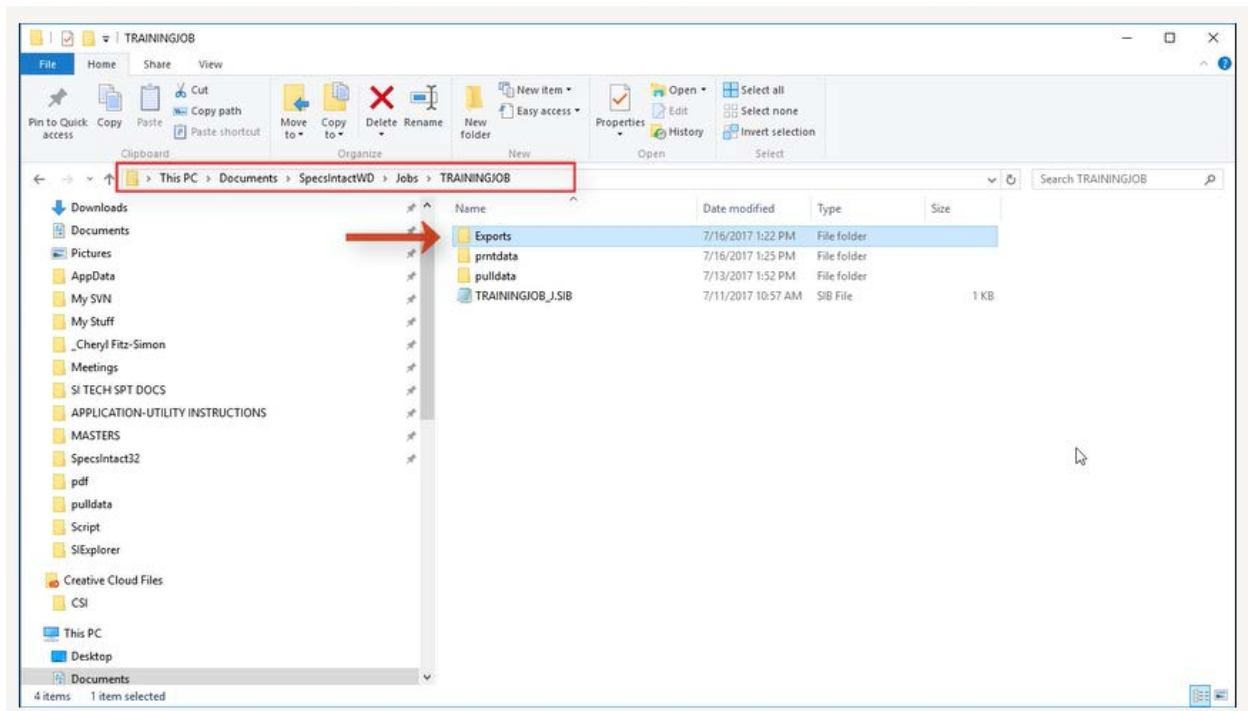 TRAININGJOB
File Home Share View
Pin to Quick access
Copy
Paste
Cut
Copy path
Paste shortcut
Clipboard
Move to
Copy to
Delete
Rename
Organize
New folder
New item
Easy access
New
Properties
Open
Edit
History
Open
Select all
Select none
Invert selection
Select
> This PC > Documents > SpecsIntactWD > Jobs > TRAININGJOB
Search TRAININGJOB
Downloads
Documents
Pictures
AppData
My SVN
My Stuff
_Cheryl Fitz-Simon
Meetings
SI TECH SPT DOCS
APPLICATION-UTILITY INSTRUCTIONS
MASTERS
SpecsIntact32
pdf
pulldata
Script
SIExplorer
Creative Cloud Files
CSI
This PC
Desktop
Documents
Name Date modified Type Size
Exports 7/16/2017 1:22 PM File folder
prntdata 7/16/2017 1:25 PM File folder
pulldata 7/13/2017 1:52 PM File folder
TRAININGJOB_J.SIB 7/11/2017 10:57 AM SIB File 1 KB
4 items 1 item selected